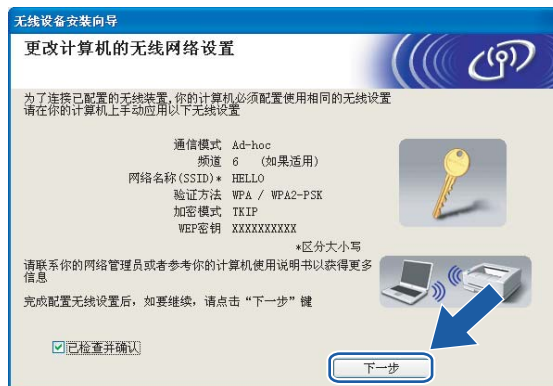 无线设备安装向导
更改计算机的无线网络设置
为了连接已配置的无线装置,你的计算机必须配置使用相同的无线设置
请在你的计算机上手动应用以下无线设置
通信模式 Ad-hoc
频道 6 (如果适用)
网络名称(SSID)* HELLO
验证方法 WPA / WPA2-PSK
加密模式 TKIP
WEP密钥 XXXXXXXXXX
*区分大小写
请联系你的网络管理员或者参考你的计算机使用说明书以获得更多
信息
完成配置无线设置后，如要继续，请点击“下一步”键
已检查并确认
下一步